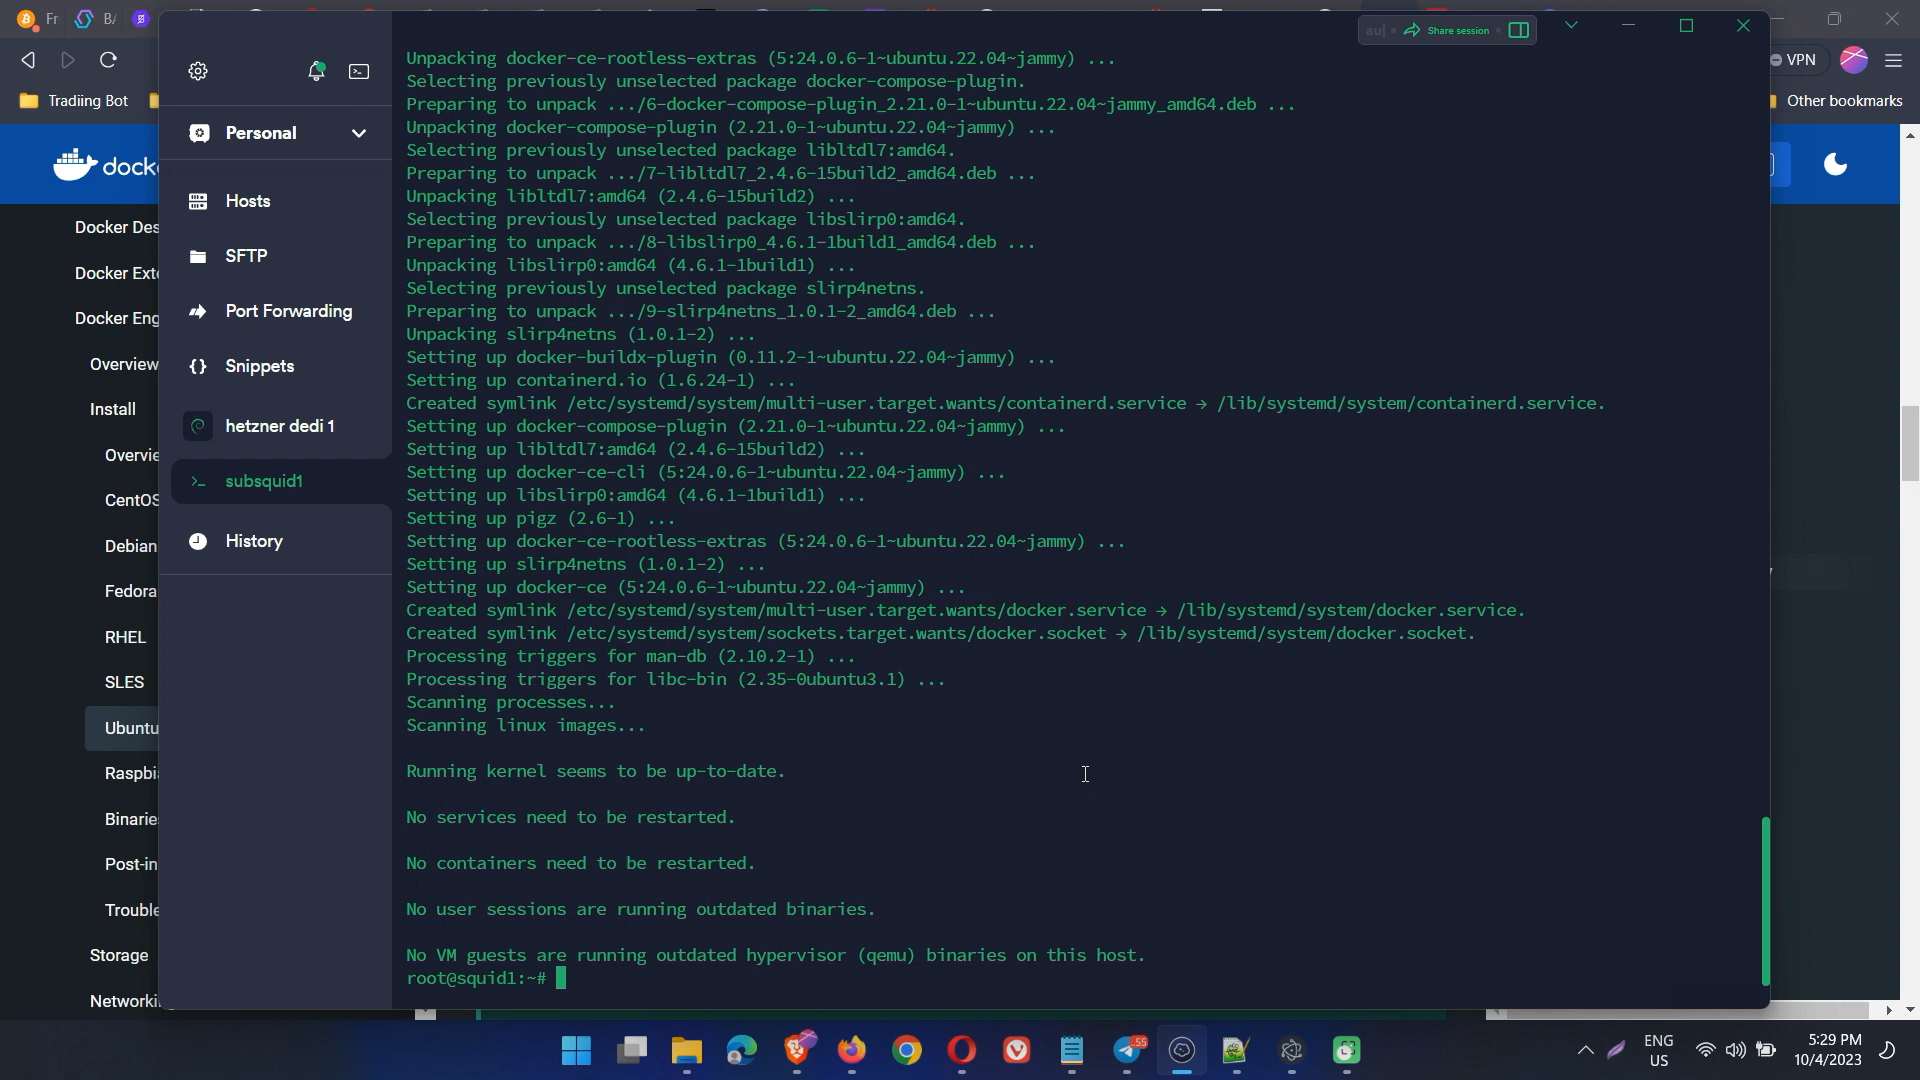 Fr
BA
VPN
Tradiing Bot
Other bookmarks
au|
Share session
docke
Docker Des
Docker Exte
Docker Eng
Overview
Install
Overvie
CentOS
Debian
Fedora
RHEL
SLES
Ubuntu
Raspbi
Binarie
Post-in
Trouble
Storage
Networki
Personal
Hosts
SFTP
Port Forwarding
Snippets
hetzner dedi 1
subsquid1
History
Unpacking docker-ce-rootless-extras (5:24.0.6-1~ubuntu.22.04~jammy) ...
Selecting previously unselected package docker-compose-plugin.
Preparing to unpack .../6-docker-compose-plugin_2.21.0-1~ubuntu.22.04~jammy_amd64.deb ...
Unpacking docker-compose-plugin (2.21.0-1~ubuntu.22.04~jammy) ...
Selecting previously unselected package libltdl7:amd64.
Preparing to unpack .../7-libltdl7_2.4.6-15build2_amd64.deb ...
Unpacking libltdl7:amd64 (2.4.6-15build2) ...
Selecting previously unselected package libslirp0:amd64.
Preparing to unpack .../8-libslirp0_4.6.1-1build1_amd64.deb ...
Unpacking libslirp0:amd64 (4.6.1-1build1) ...
Selecting previously unselected package slirp4netns.
Preparing to unpack .../9-slirp4netns_1.0.1-2_amd64.deb ...
Unpacking slirp4netns (1.0.1-2) ...
Setting up docker-buildx-plugin (0.11.2-1~ubuntu.22.04~jammy) ...
Setting up containerd.io (1.6.24-1) ...
Created symlink /etc/systemd/system/multi-user.target.wants/containerd.service → /lib/systemd/system/containerd.service.
Setting up docker-compose-plugin (2.21.0-1~ubuntu.22.04~jammy) ...
Setting up libltdl7:amd64 (2.4.6-15build2) ...
Setting up docker-ce-cli (5:24.0.6-1~ubuntu.22.04~jammy) ...
Setting up libslirp0:amd64 (4.6.1-1build1) ...
Setting up pigz (2.6-1) ...
Setting up docker-ce-rootless-extras (5:24.0.6-1~ubuntu.22.04~jammy) ...
Setting up slirp4netns (1.0.1-2) ...
Setting up docker-ce (5:24.0.6-1~ubuntu.22.04~jammy) ...
Created symlink /etc/systemd/system/multi-user.target.wants/docker.service → /lib/systemd/system/docker.service.
Created symlink /etc/systemd/system/sockets.target.wants/docker.socket → /lib/systemd/system/docker.socket.
Processing triggers for man-db (2.10.2-1) ...
Processing triggers for libc-bin (2.35-0ubuntu3.1) ...
Scanning processes...
Scanning linux images...
Running kernel seems to be up-to-date.
No services need to be restarted.
No containers need to be restarted.
No user sessions are running outdated binaries.
No VM guests are running outdated hypervisor (qemu) binaries on this host.
root@squid1:~#
55
ENG
US
5:29 PM
10/4/2023